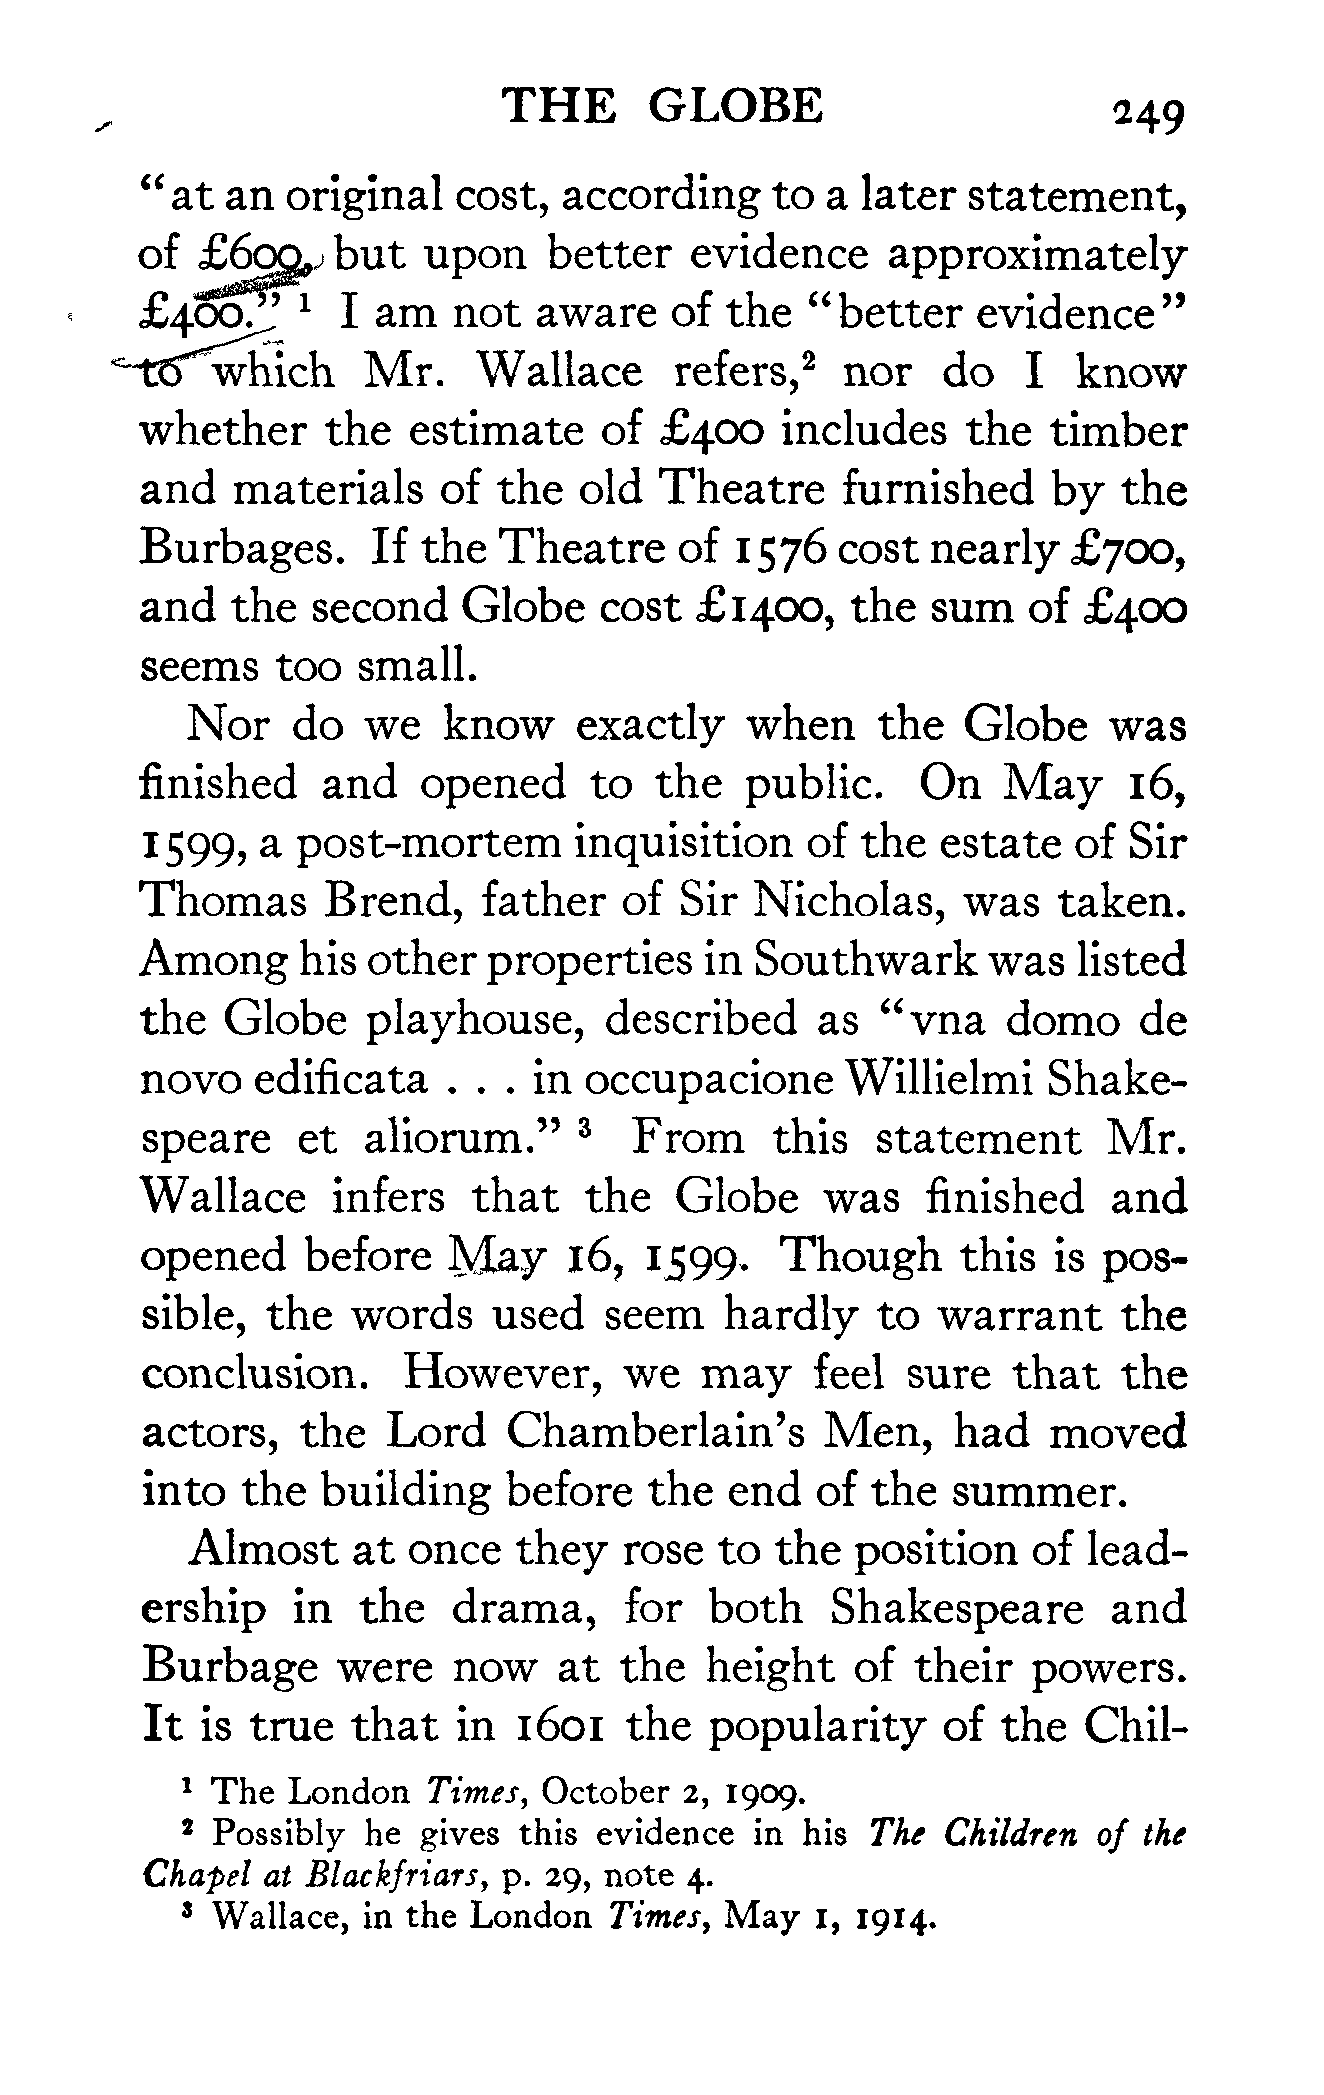 THE GLOBE 249
"at an original cost, according to a later statement,
of £600, but upon better evidence approximately
£400." ¹ I am not aware of the "better evidence"
to which Mr. Wallace refers,² nor do I know
whether the estimate of £400 includes the timber
and materials of the old Theatre furnished by the
Burbages. If the Theatre of 1576 cost nearly £700,
and the second Globe cost £1400, the sum of £400
seems too small.
Nor do we know exactly when the Globe was
finished and opened to the public. On May 16,
1599, a post-mortem inquisition of the estate of Sir
Thomas Brend, father of Sir Nicholas, was taken.
Among his other properties in Southwark was listed
the Globe playhouse, described as "vna domo de
novo edificata . . . in occupacione Willielmi Shake-
speare et aliorum." ³ From this statement Mr.
Wallace infers that the Globe was finished and
opened before May 16, 1599. Though this is pos-
sible, the words used seem hardly to warrant the
conclusion. However, we may feel sure that the
actors, the Lord Chamberlain's Men, had moved
into the building before the end of the summer.
Almost at once they rose to the position of lead-
ership in the drama, for both Shakespeare and
Burbage were now at the height of their powers.
It is true that in 1601 the popularity of the Chil-
¹ The London Times, October 2, 1909.
² Possibly he gives this evidence in his The Children of the
Chapel at Blackfriars, p. 29, note 4.
³ Wallace, in the London Times, May 1, 1914.